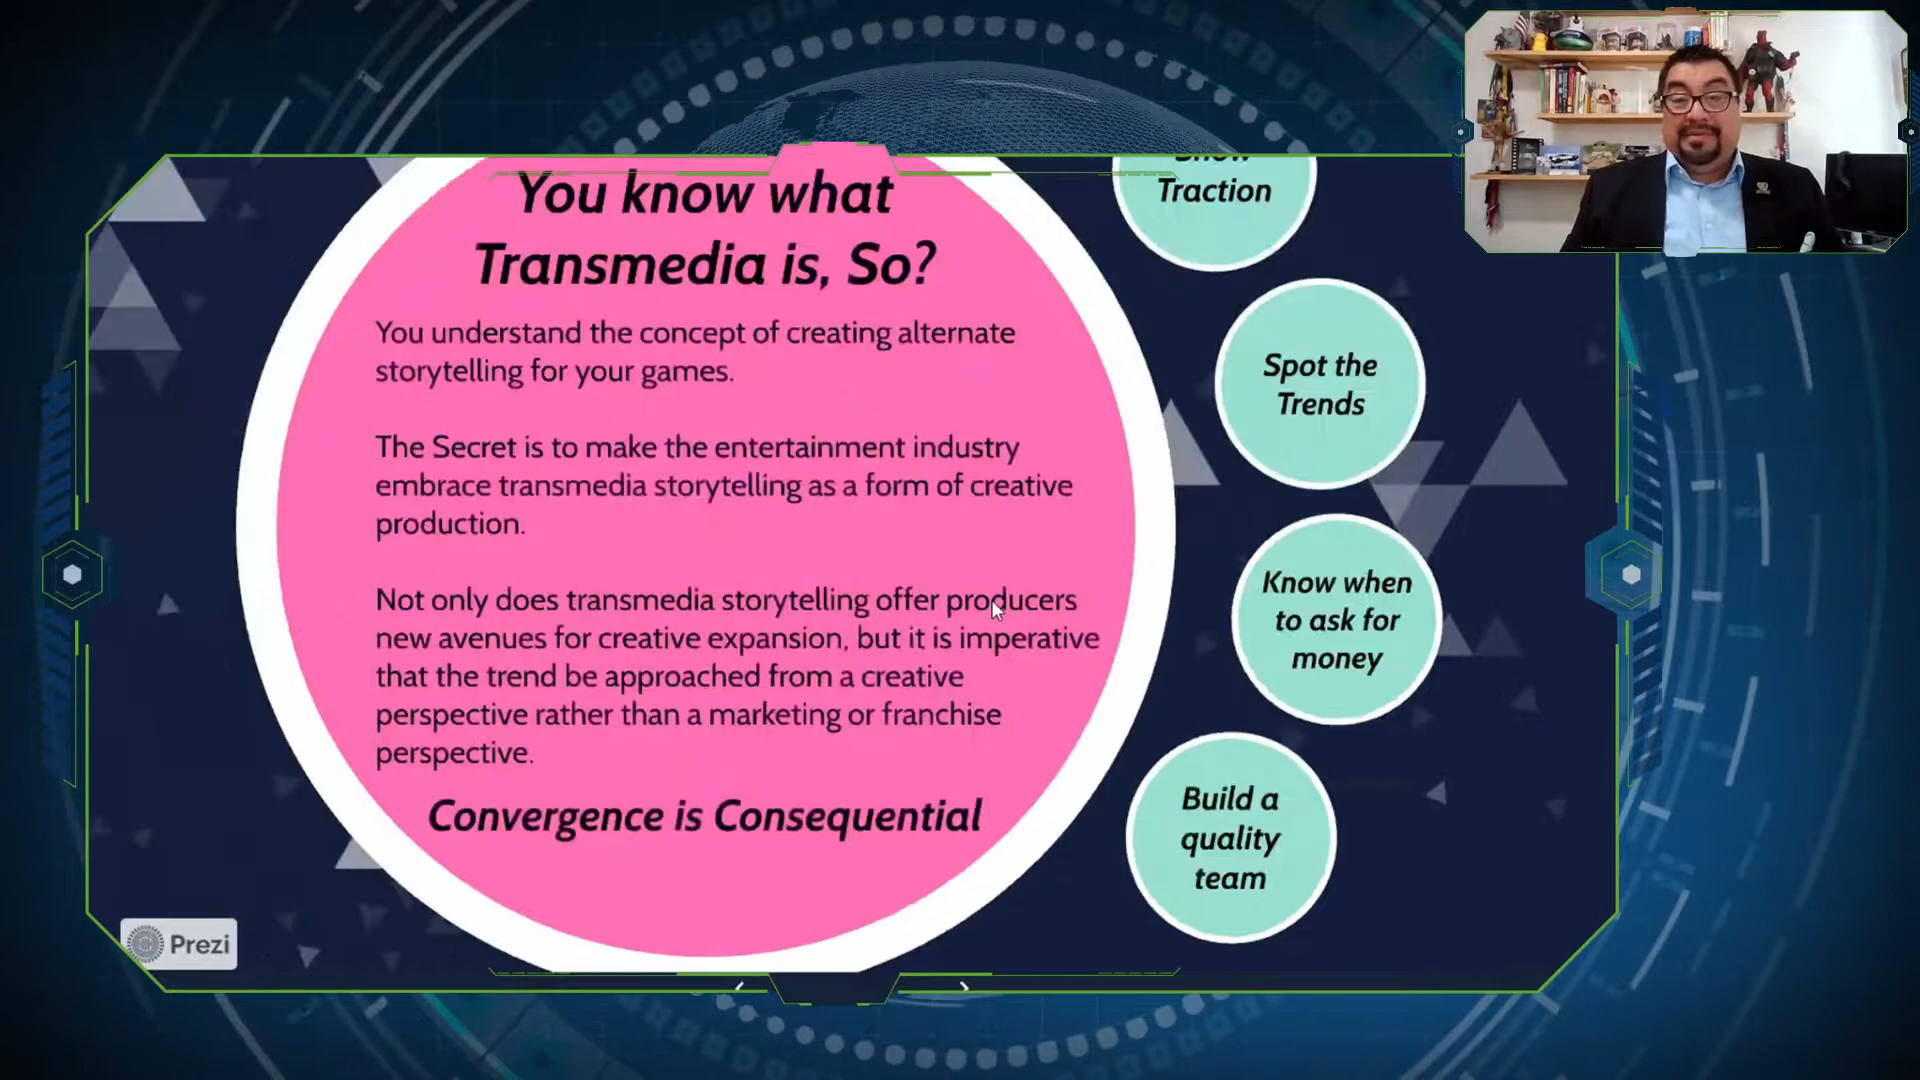 You know what
Transmedia is, So?
You understand the concept of creating alternate
storytelling for your games.
The Secret is to make the entertainment industry
embrace transmedia storytelling as a form of creative
production.
Not only does transmedia storytelling offer producers
new avenues for creative expansion, but it is imperative
that the trend be approached from a creative
perspective rather than a marketing or franchise
perspective.
Convergence is Consequential
Show
Traction
Spot the
Trends
Know when
to ask for
money
Build a
quality
team
Prezi